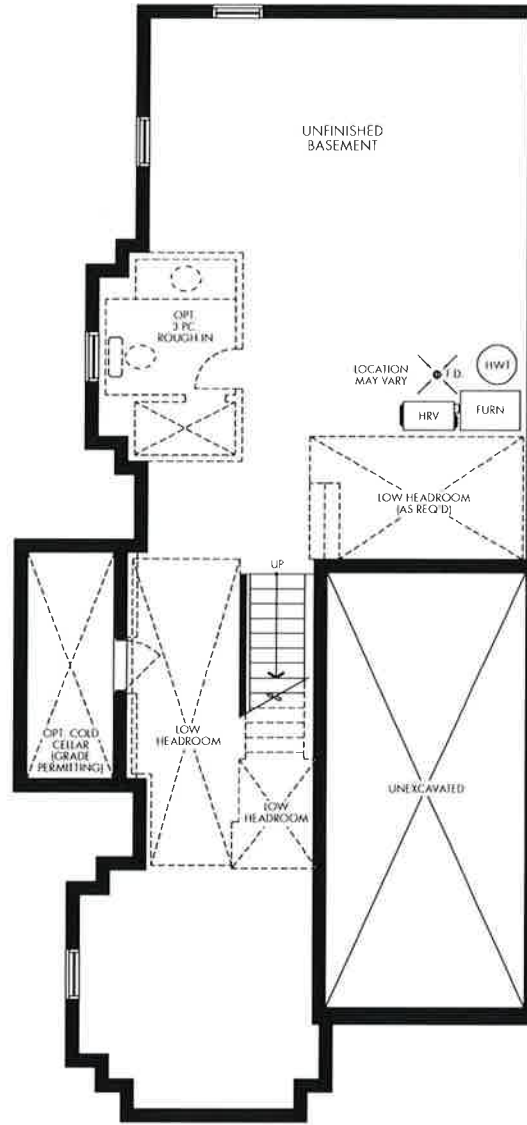 UNFINISHED
BASEMENT
OPT.
3 PC.
ROUGH IN
LOCATION
MAY VARY
F.D.
HWT
HRV
FURN
LOW HEADROOM
(AS REQ'D)
UP
OPT. COLD
CELLAR
(GRADE
PERMITTING)
LOW
HEADROOM
LOW
HEADROOM
UNEXCAVATED